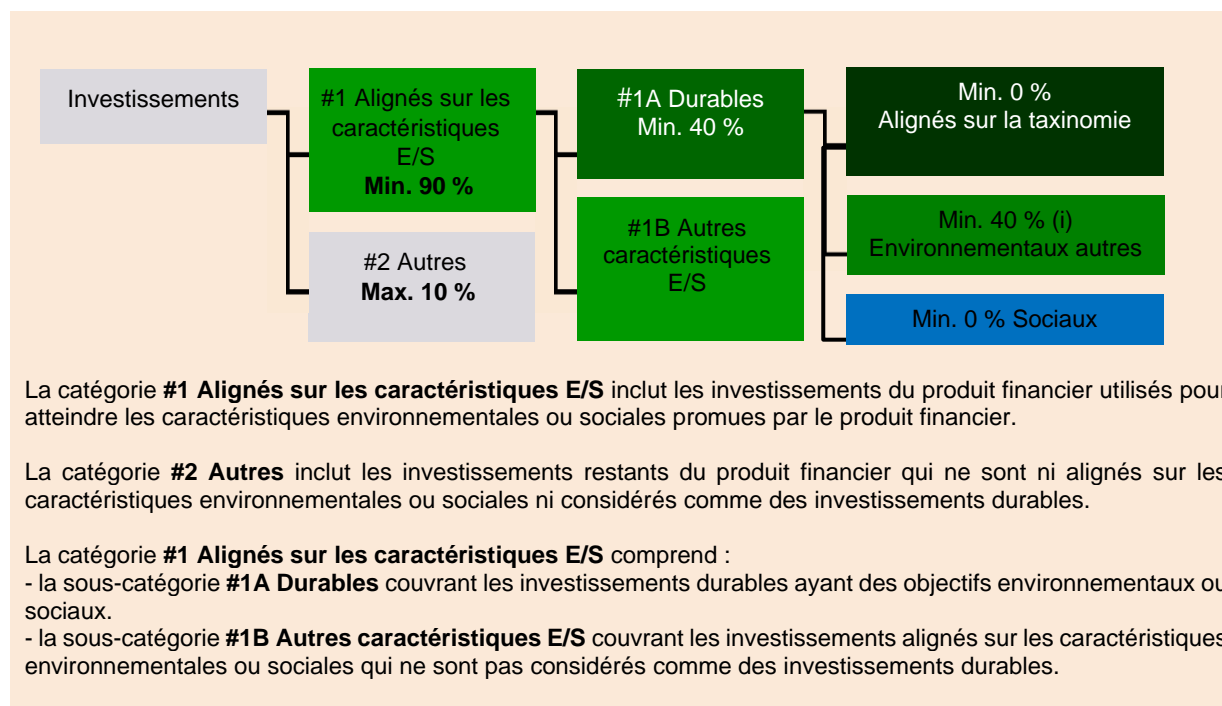 Investissements
#1 Alignés sur les
caractéristiques
E/S
Min. 90 %
#2 Autres
Max. 10 %
#1A Durables
Min. 40 %
#1B Autres
caractéristiques
E/S
Min. 0 %
Alignés sur la taxinomie
Min. 40 % (i)
Environnementaux autres
Min. 0 % Sociaux
La catégorie #1 Alignés sur les caractéristiques E/S inclut les investissements du produit financier utilisés pour
atteindre les caractéristiques environnementales ou sociales promues par le produit financier.
La catégorie #2 Autres inclut les investissements restants du produit financier qui ne sont ni alignés sur les
caractéristiques environnementales ou sociales ni considérés comme des investissements durables.
La catégorie #1 Alignés sur les caractéristiques E/S comprend :
- la sous-catégorie #1A Durables couvrant les investissements durables ayant des objectifs environnementaux ou
sociaux.
- la sous-catégorie #1B Autres caractéristiques E/S couvrant les investissements alignés sur les caractéristiques
environnementales ou sociales qui ne sont pas considérés comme des investissements durables.